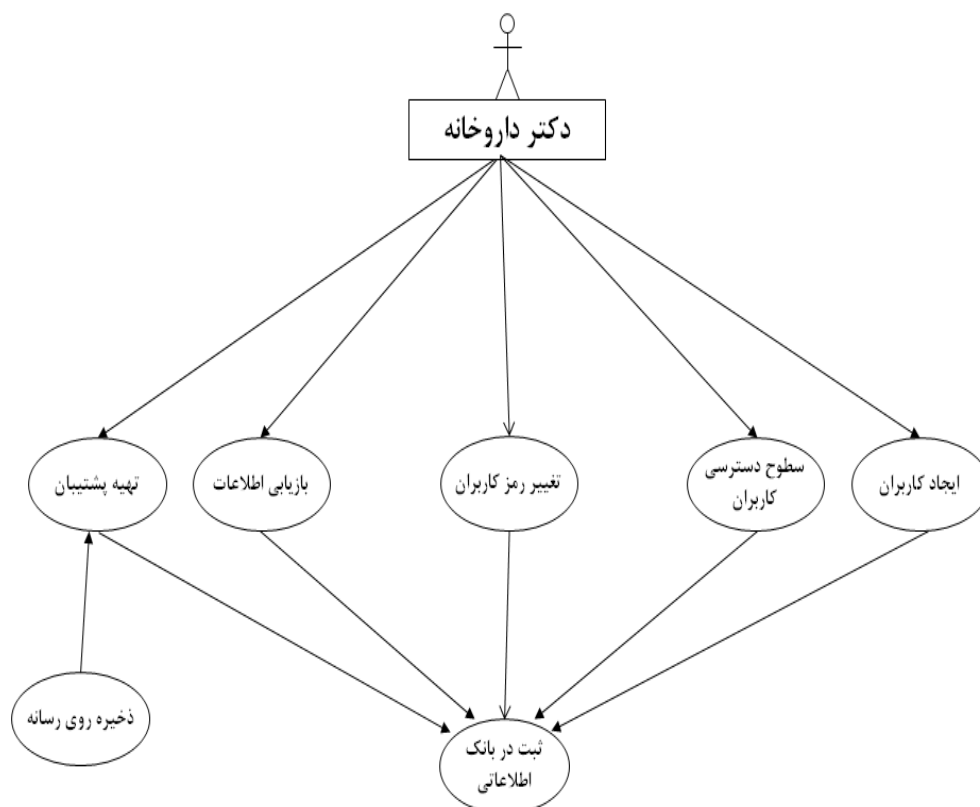 دکتر داروخانه
ایجاد کاربران
سطوح دسترسی
کاربران
تغییر رمز کاربران
بازیابی اطلاعات
تهیه پشتیبان
ذخیره روی رسانه
ثبت در بانک
اطلاعاتی